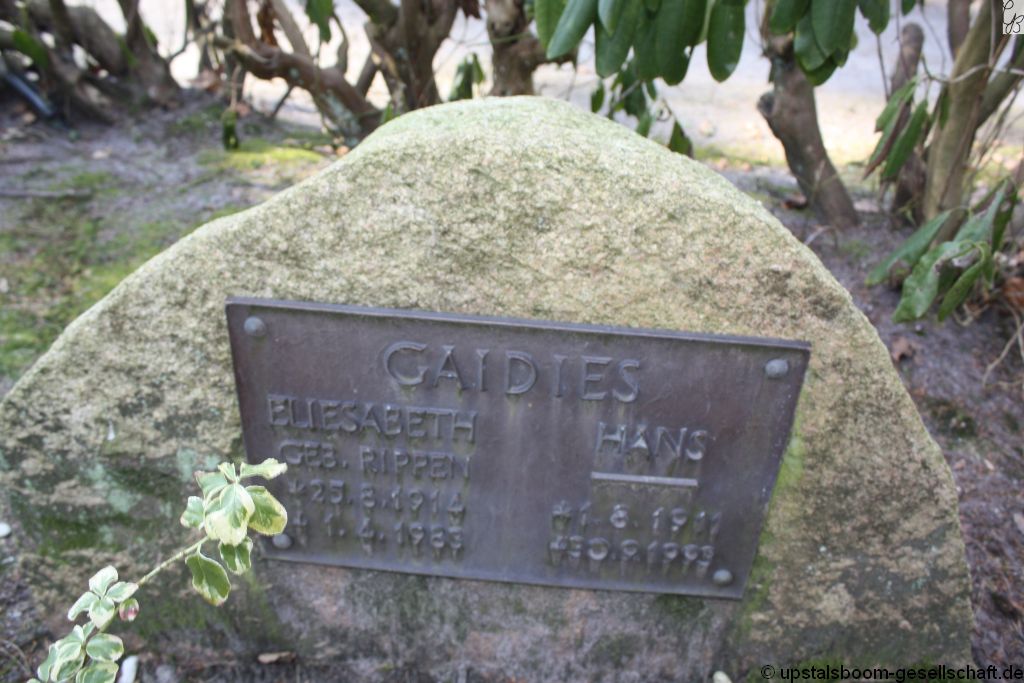 GAIDIES
ELIESABETH
GEB. RIPPEN
*25.8.1914
† 1.4.1983
HANS
*1.8.1911
†30.9.1993
© upstalsboom-gesellschaft.de